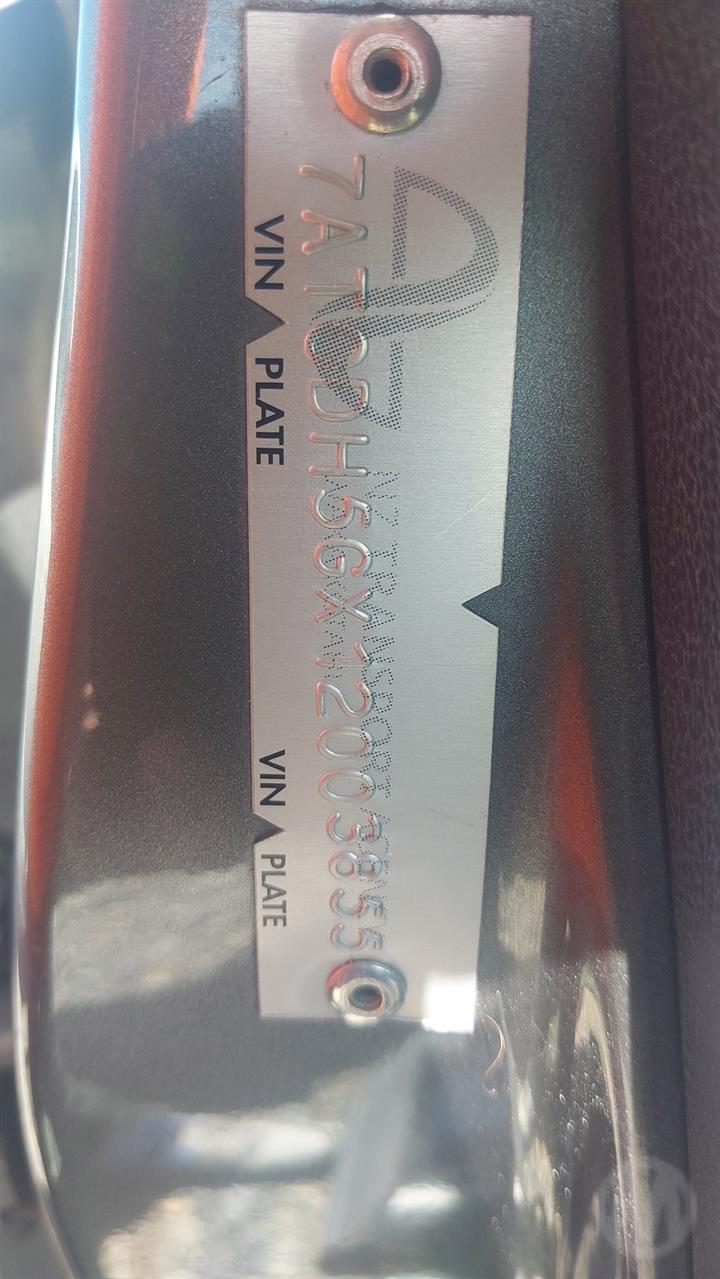 NZ TRANSPORT
7AT0DH5GX12003855
VIN PLATE VIN PLATE